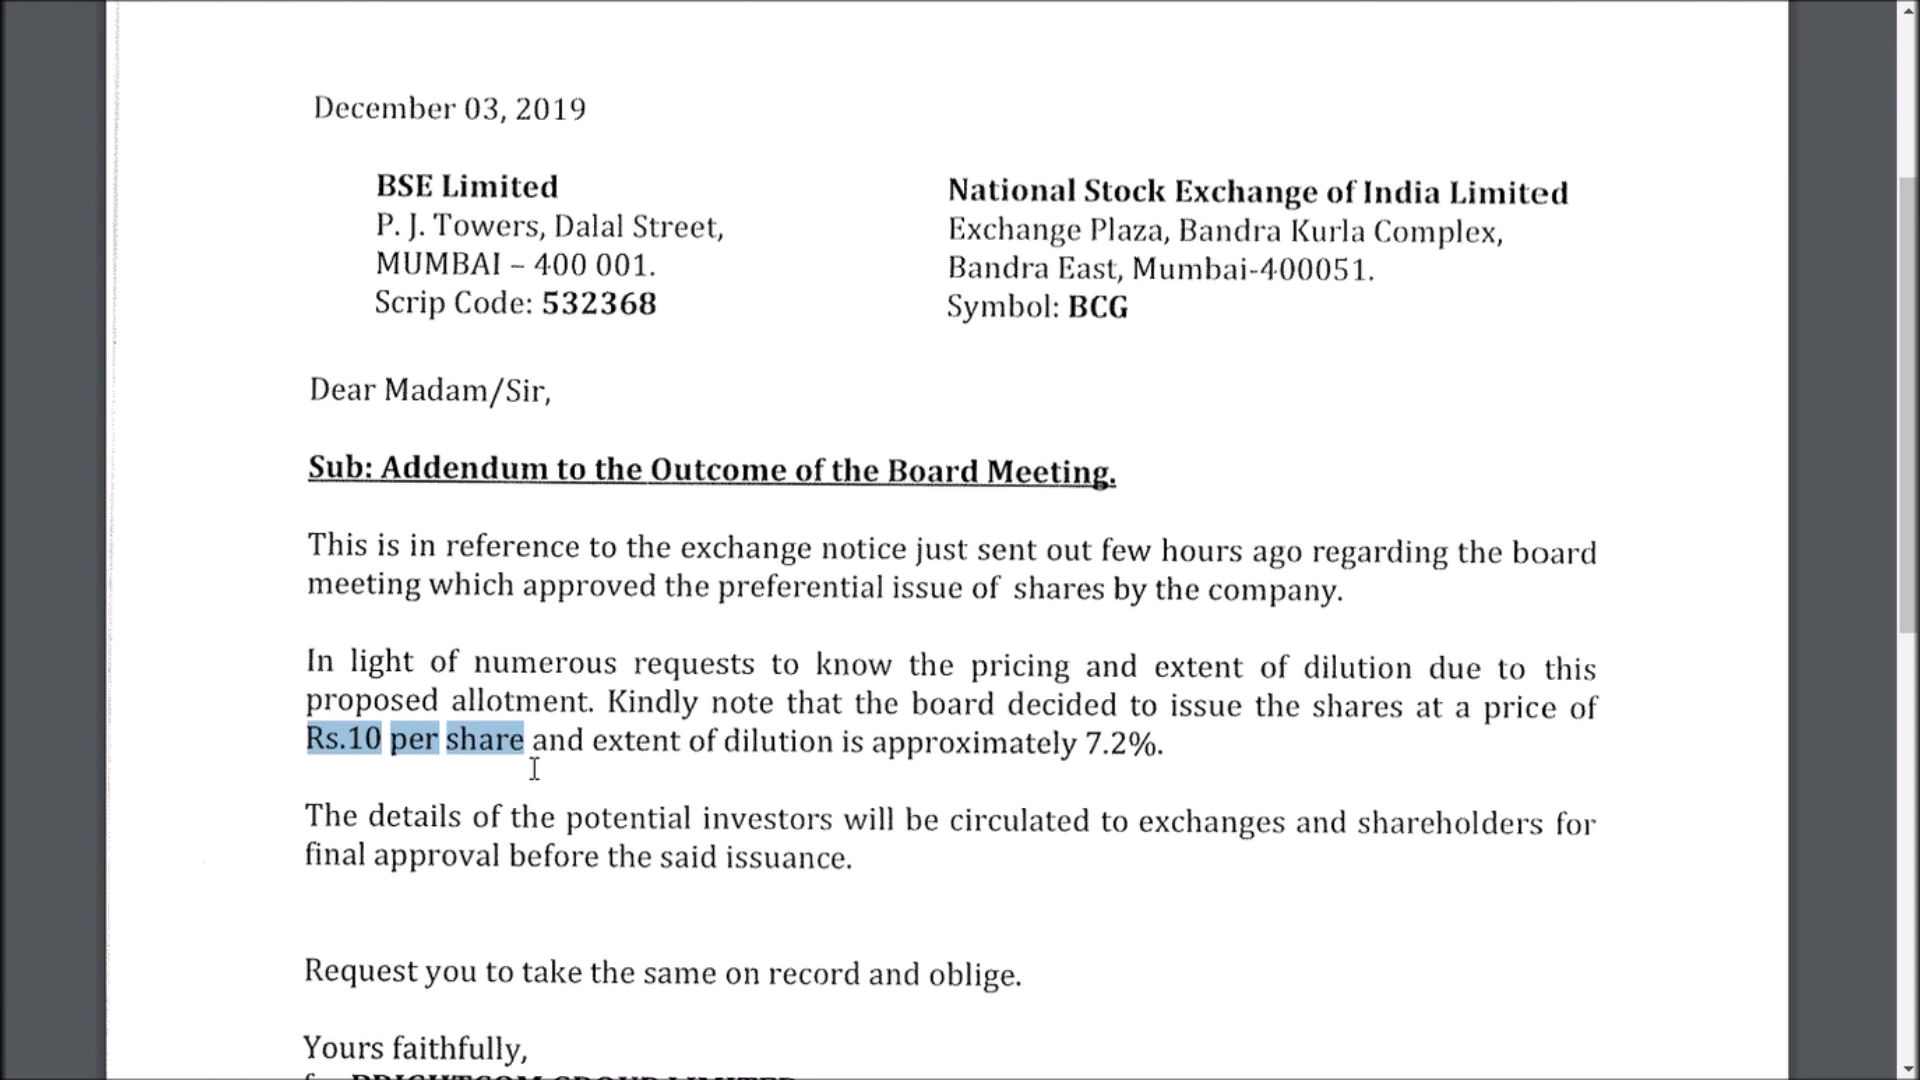 December 03, 2019
BSE Limited
P. J. Towers, Dalal Street,
MUMBAI – 400 001.
Scrip Code: 532368
National Stock Exchange of India Limited
Exchange Plaza, Bandra Kurla Complex,
Bandra East, Mumbai-400051.
Symbol: BCG
Dear Madam/Sir,
Sub: Addendum to the Outcome of the Board Meeting.
This is in reference to the exchange notice just sent out few hours ago regarding the board
meeting which approved the preferential issue of shares by the company.
In light of numerous requests to know the pricing and extent of dilution due to this
proposed allotment. Kindly note that the board decided to issue the shares at a price of
Rs.10 per share and extent of dilution is approximately 7.2%.
The details of the potential investors will be circulated to exchanges and shareholders for
final approval before the said issuance.
Request you to take the same on record and oblige.
Yours faithfully,
BRIGHTCOM GROUP LIMITED